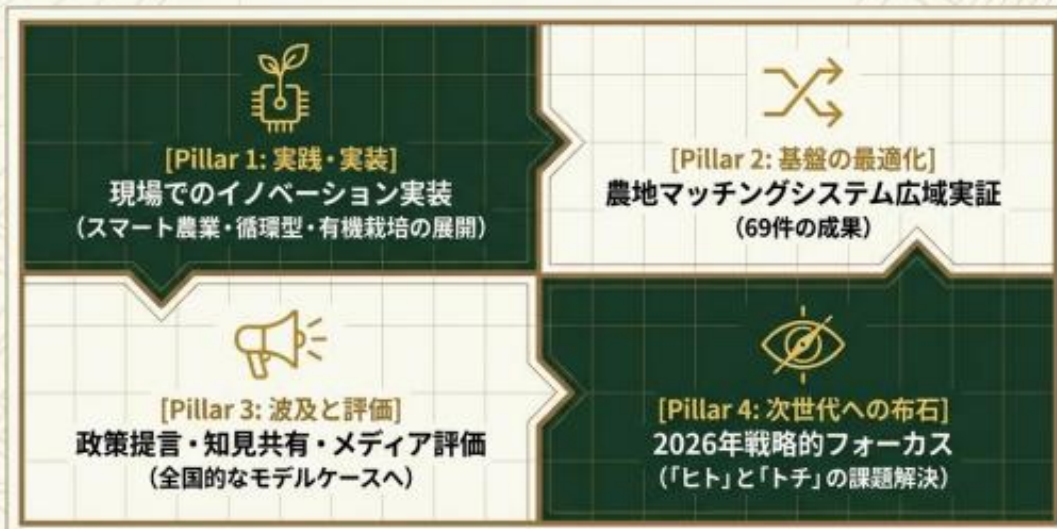 [Pillar 1: 実践・実装]
現場でのイノベーション実装
（スマート農業・循環型・有機栽培の展開）
[Pillar 2: 基盤の最適化]
農地マッチングシステム広域実証
（69件の成果）
[Pillar 3: 波及と評価]
政策提言・知見共有・メディア評価
（全国的なモデルケースへ）
[Pillar 4: 次世代への布石]
2026年戦略的フォーカス
（「ヒト」と「トチ」の課題解決）